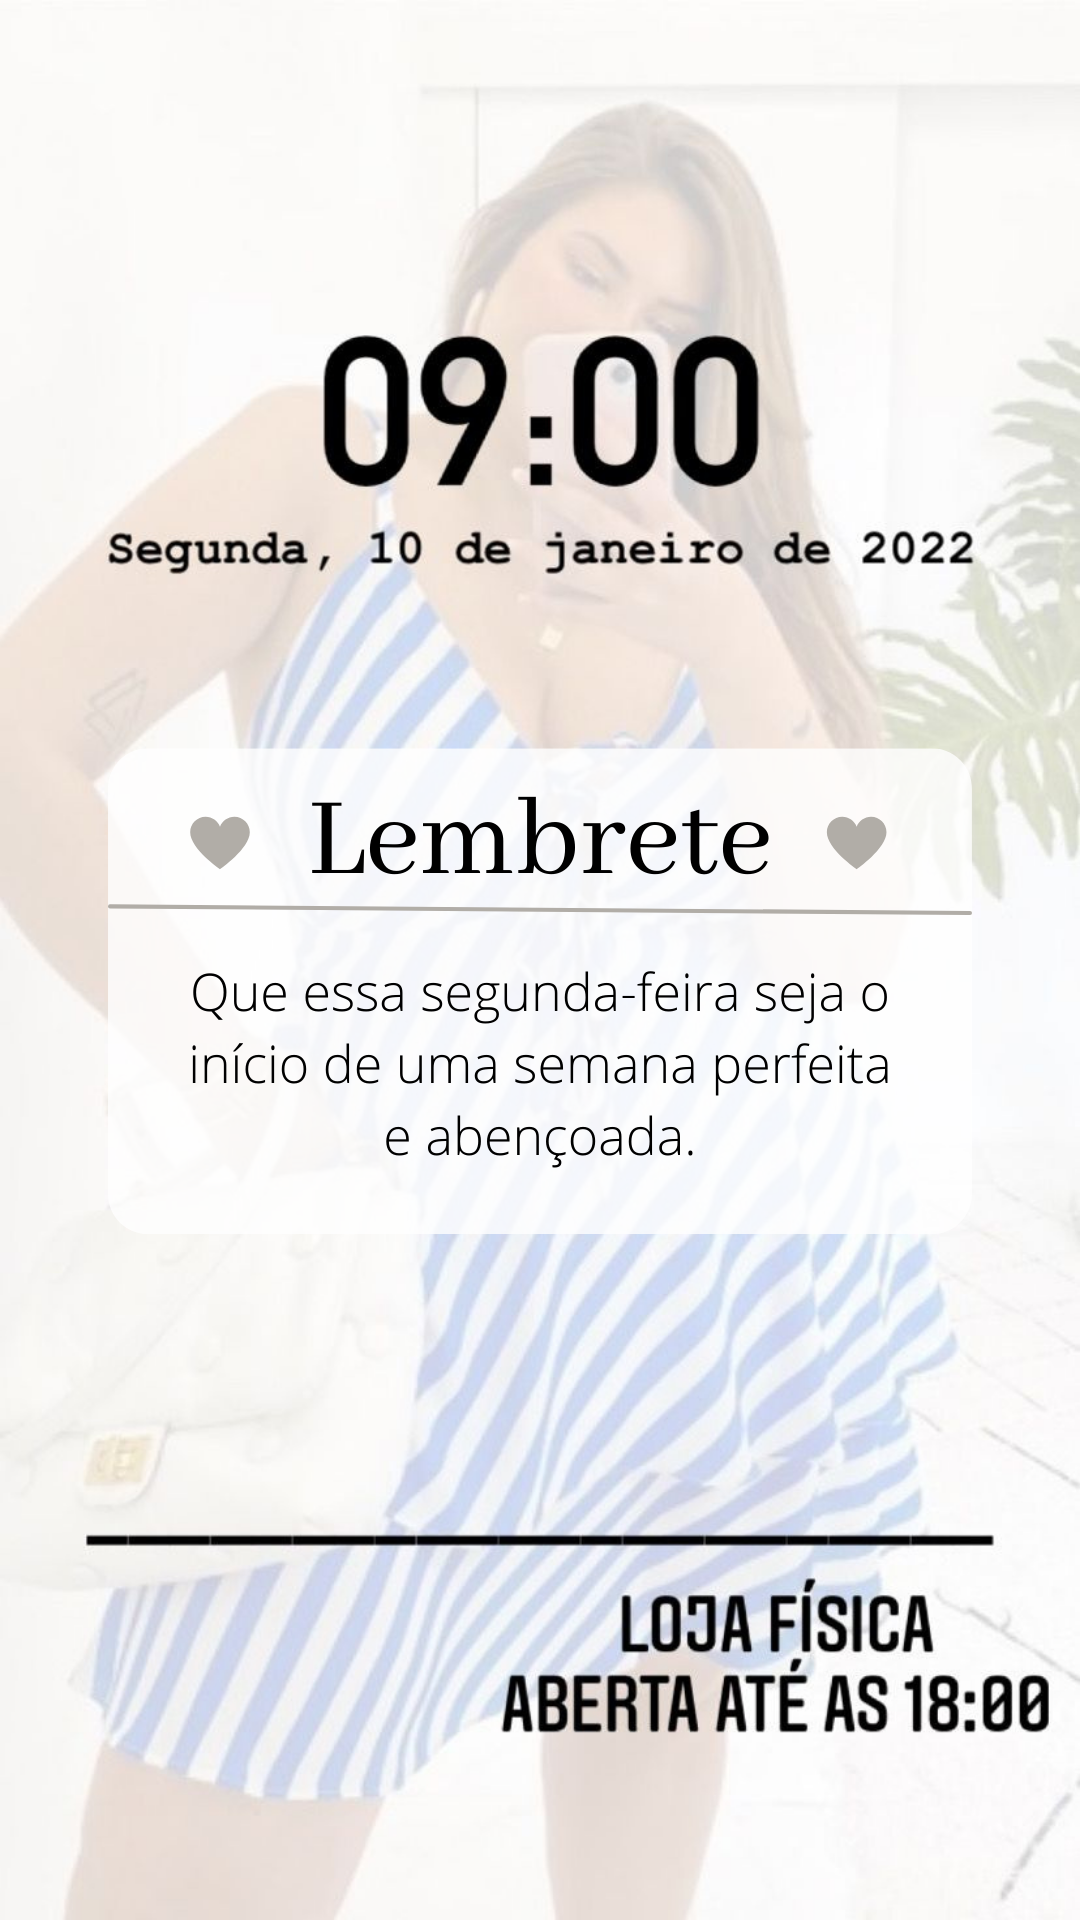 09:00
Segunda, 10 de janeiro de 2022
Lembrete
Que essa segunda-feira seja o
início de uma semana perfeita
e abençoada.
LOJA FÍSICA
ABERTA ATÉ AS 18:00